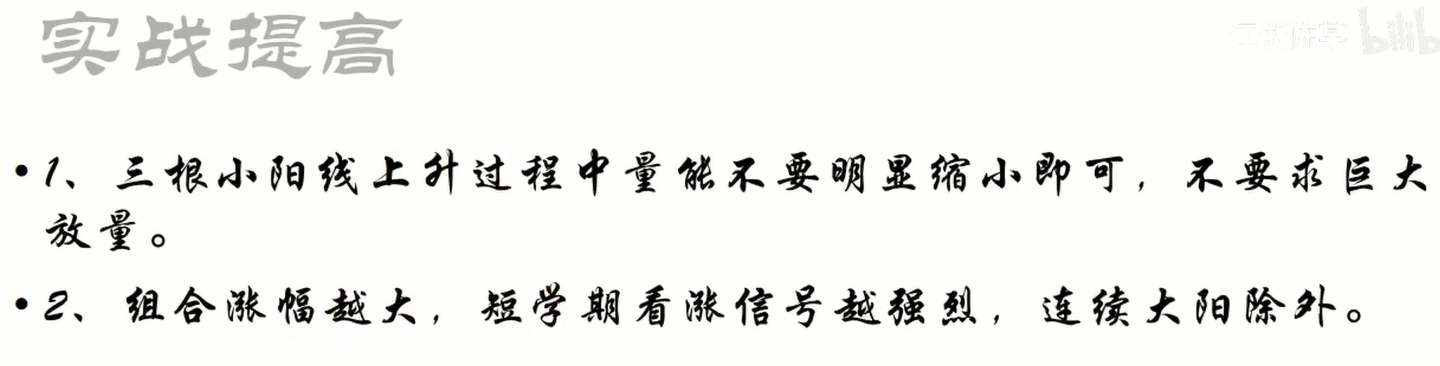 实战提高
bilib
• 1、三根小阳线上升过程中量能不要明显缩小即可，不要求巨大
放量。
• 2、组合涨幅越大，短学期看涨信号越强烈，连续大阳除外。